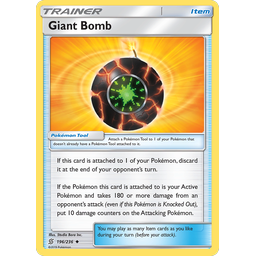 TRAINER
Item
Giant Bomb
Pokémon Tool
Attach a Pokémon Tool to 1 of your Pokémon that
doesn't already have a Pokémon Tool attached to it.
If this card is attached to 1 of your Pokémon, discard
it at the end of your opponent's turn.
If the Pokémon this card is attached to is your Active
Pokémon and takes 180 or more damage from an
opponent's attack (even if this Pokémon is Knocked Out),
put 10 damage counters on the Attacking Pokémon.
You may play as many Item cards as you like
during your turn (before your attack).
196/236